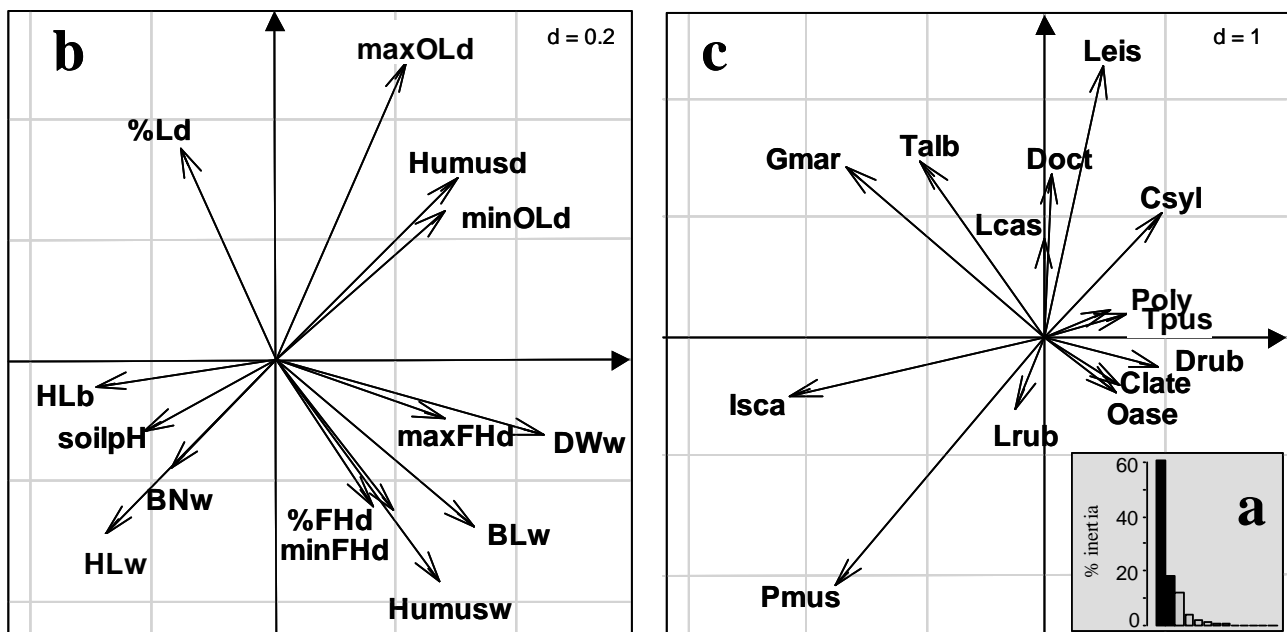 b
d = 0.2
maxOLd
%Ld
Humusd
minOLd
HLb
soilpH
maxFHd
DWw
BNw
%FHd
minFHd
BLw
HLw
Humusw
c
d = 1
Leis
Gmar
Talb
Doct
Csyl
Lcas
Poly
Tpus
Drub
Clate
Oase
Isca
Lrub
Pmus
a
% inertia
60
40
20
0